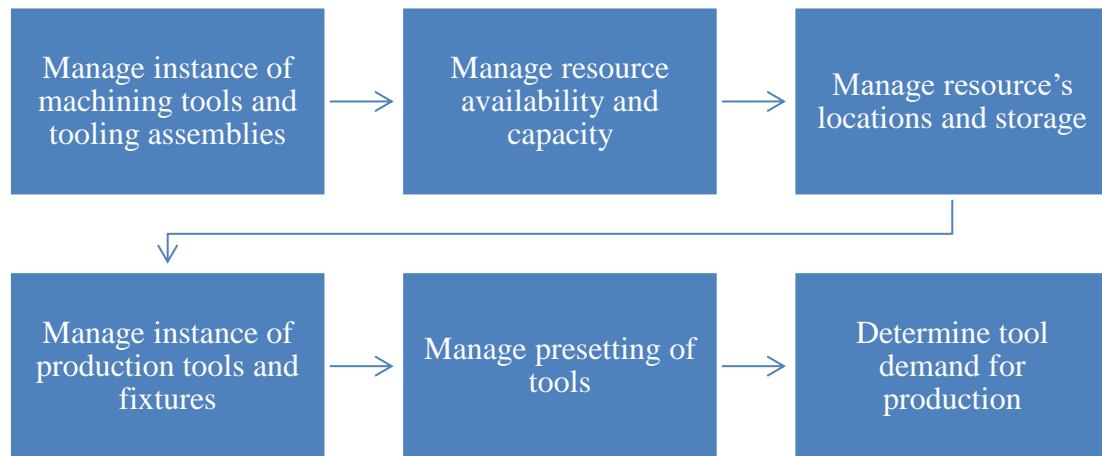 Manage instance of
machining tools and
tooling assemblies
Manage resource
availability and
capacity
Manage resource’s
locations and storage
Manage instance of
production tools and
fixtures
Manage presetting of
tools
Determine tool
demand for
production